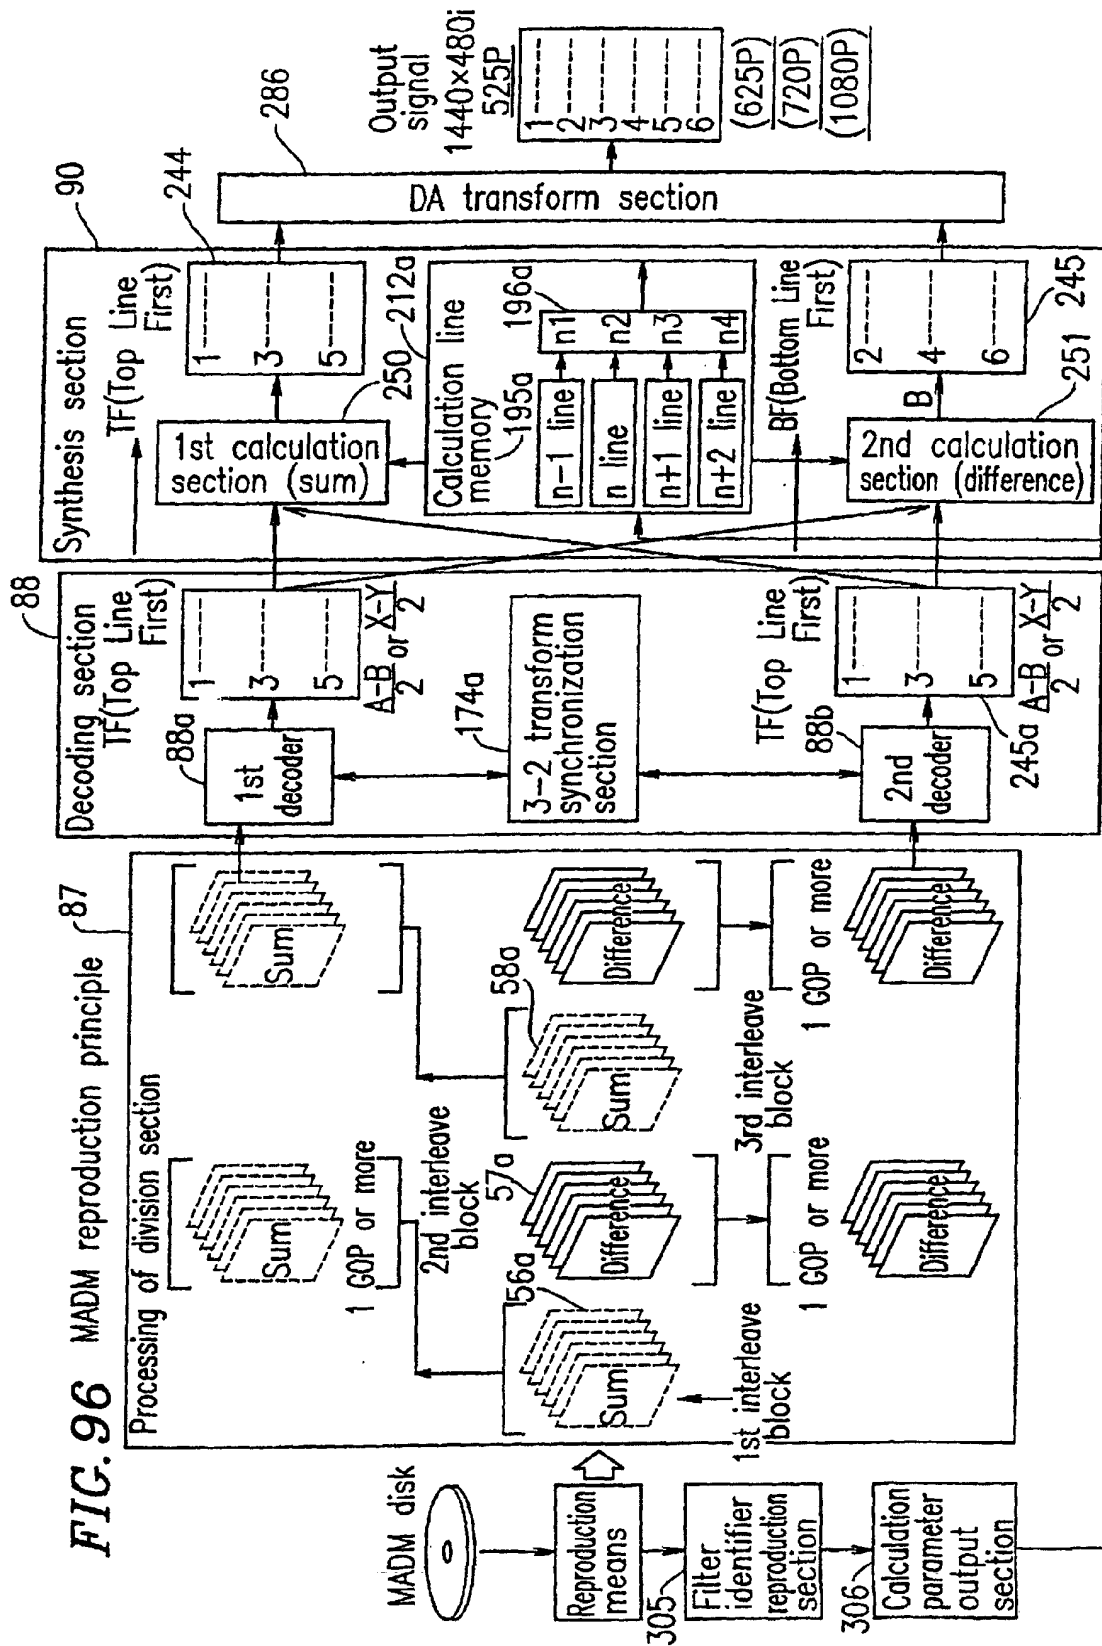 FIG. 96 MADM reproduction principle
MADM disk
Reproduction
means
305
Filter
identifier
reproduction
section
306
Calculation
parameter
output
section
87
Processing of division section
Sum
1 GOP or more
2nd interleave
block
56a
Sum
1st interleave
block
57a
Difference
1 GOP or more
Difference
Sum
58a
Sum
3rd interleave
block
Difference
1 GOP or more
Difference
88
Decoding section
TF(Top Line
First)
88a
1st
decoder
1
3
5
A-B or X-Y
2 2
174a
3-2 transform
synchronization
section
TF(Top Line
First)
88b
2nd
decoder
1
3
5
245a
A-B or X-Y
2 2
90
Synthesis section
TF(Top Line
First)
244
1st calculation
section (sum)
250
1
3
5
Calculation line
memory
212a
195a
196a
n-1 line
n line
n+1 line
n+2 line
n1
n2
n3
n4
BF(Bottom Line
First)
2nd calculation
section (difference)
251
B
2
4
6
245
286
DA transform section
Output
signal
1440×480i
525P
1
2
3
4
5
6
(625P)
(720P)
(1080P)